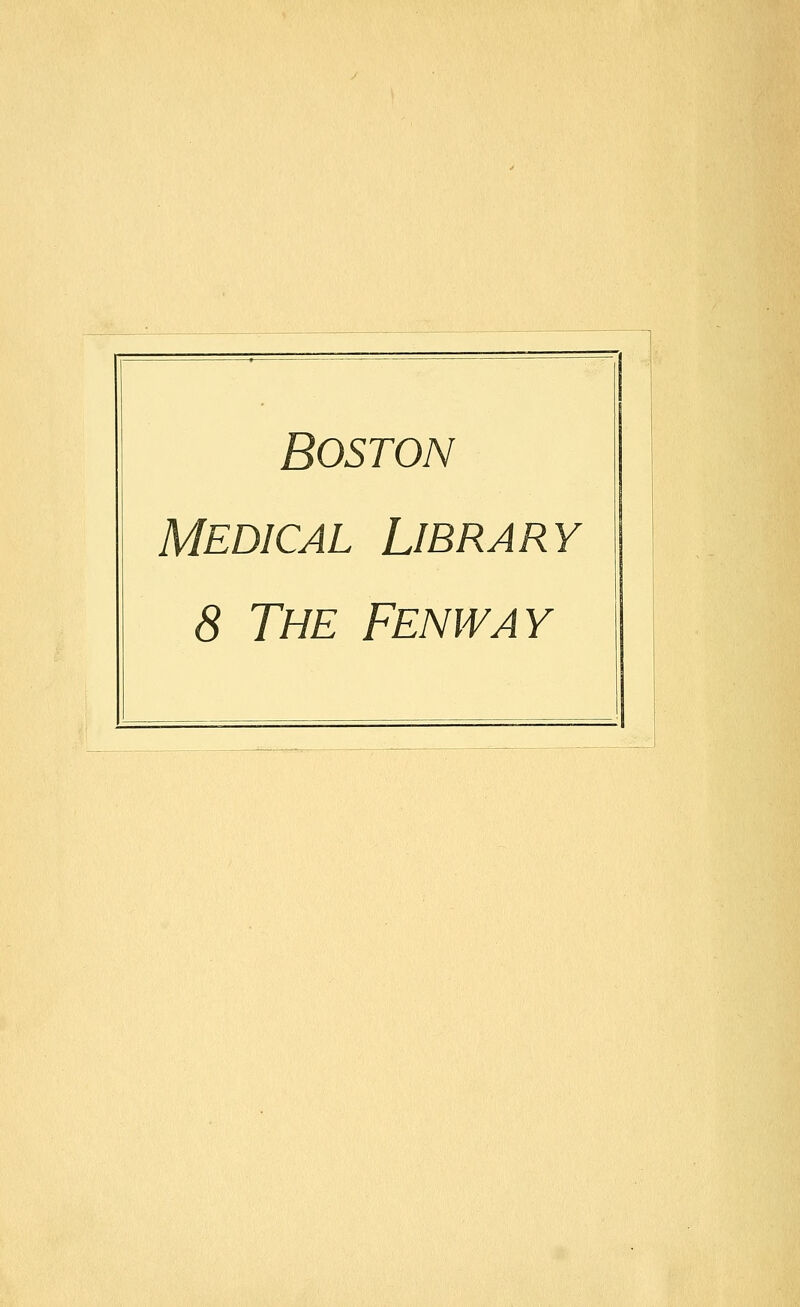 BOSTON
MEDICAL LIBRARY
8 THE FENWAY